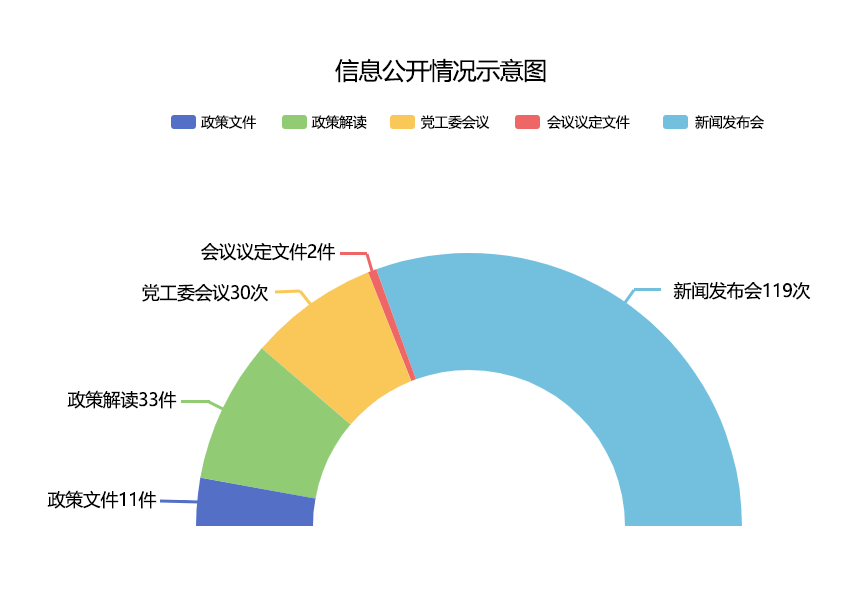 信息公开情况示意图
政策文件 政策解读 党工委会议 会议议定文件 新闻发布会
会议议定文件2件
党工委会议30次
新闻发布会119次
政策解读33件
政策文件11件